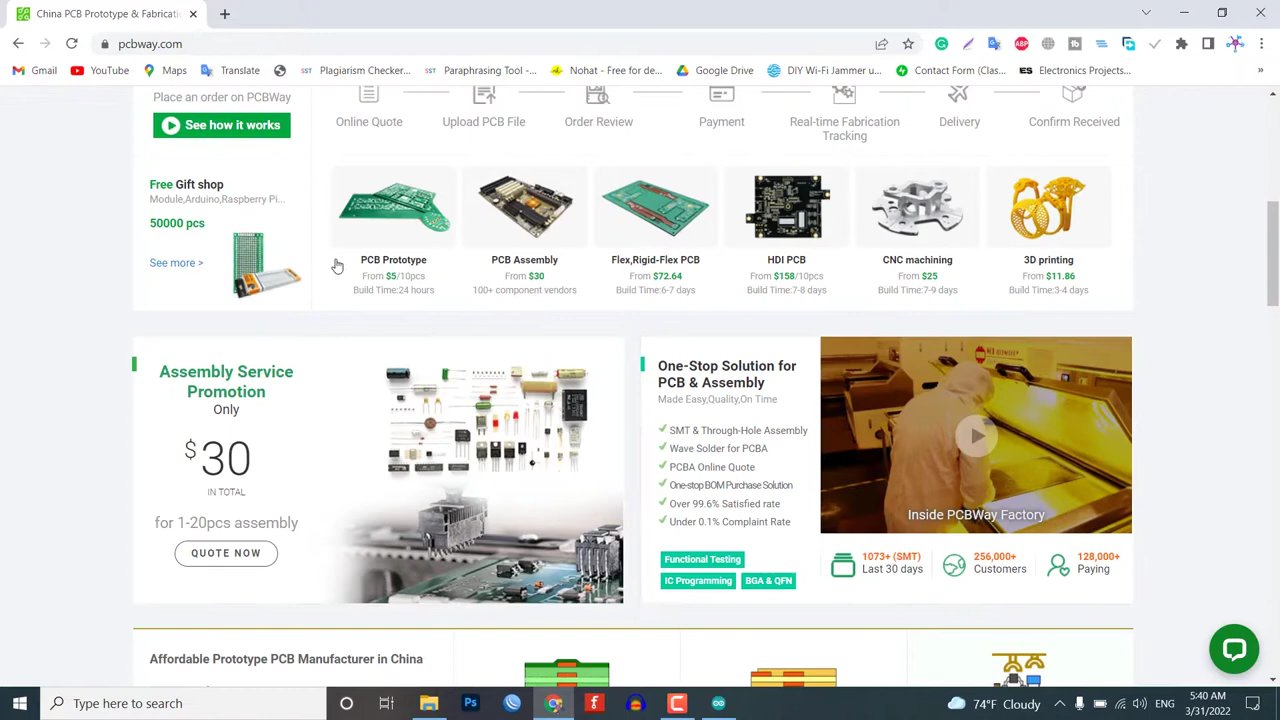 China PCB Prototype & Fabricati
pcbway.com
Gmail
YouTube
Maps
Translate
Plagiarism Checker...
Paraphrasing Tool -...
Nohat - Free for de...
Google Drive
DIY Wi-Fi Jammer u...
Contact Form (Clas...
Electronics Projects...
»
Place an order on PCBWay
See how it works
Online Quote
Upload PCB File
Order Review
Payment
Real-time Fabrication
Tracking
Delivery
Confirm Received
Free Gift shop
Module,Arduino,Raspberry Pi...
50000 pcs
See more >
PCB Prototype
From $5/10pcs
Build Time:24 hours
PCB Assembly
From $30
100+ component vendors
Flex,Rigid-Flex PCB
From $72.64
Build Time:6-7 days
HDI PCB
From $158/10pcs
Build Time:7-8 days
CNC machining
From $25
Build Time:7-9 days
3D printing
From $11.86
Build Time:3-4 days
Assembly Service
Promotion
Only
$30
IN TOTAL
for 1-20pcs assembly
QUOTE NOW
One-Stop Solution for
PCB & Assembly
Made Easy,Quality,On Time
SMT & Through-Hole Assembly
Wave Solder for PCBA
PCBA Online Quote
One-stop BOM Purchase Solution
Over 99.6% Satisfied rate
Under 0.1% Complaint Rate
Functional Testing
IC Programming
BGA & QFN
Inside PCBWay Factory
1073+ (SMT)
Last 30 days
256,000+
Customers
128,000+
Paying
Affordable Prototype PCB Manufacturer in China
Type here to search
74°F Cloudy
5:40 AM
3/31/2022